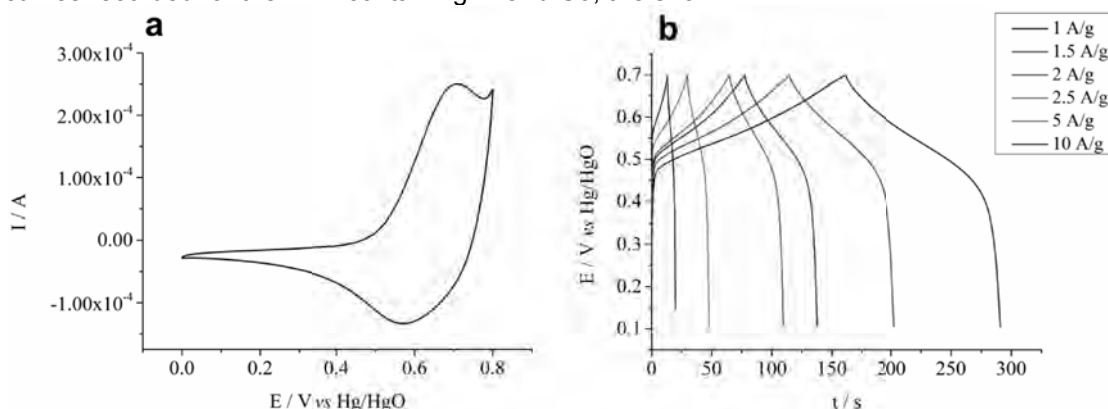 a
3.00x10⁻⁴
2.00x10⁻⁴
1.00x10⁻⁴
0.00
-1.00x10⁻⁴
I / A
0.0 0.2 0.4 0.6 0.8
E / V vs Hg/HgO
b
0.7
0.6
0.5
0.4
0.3
0.2
0.1
E / V vs Hg/HgO
0 50 100 150 200 250 300
t / s
1 A/g
1.5 A/g
2 A/g
2.5 A/g
5 A/g
10 A/g